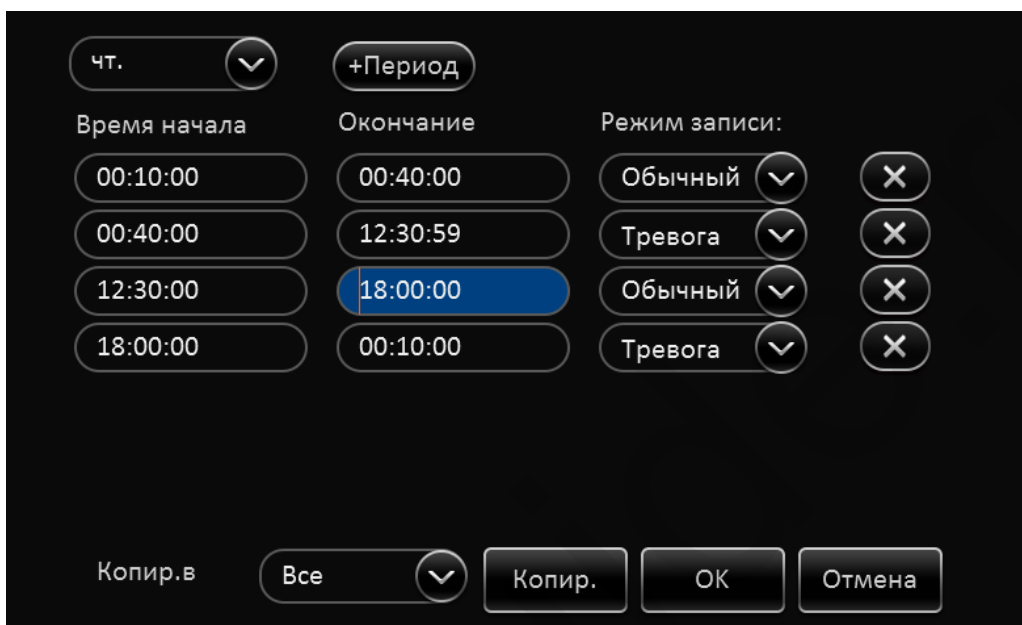 чт. +Период
Время начала Окончание Режим записи:
00:10:00 00:40:00 Обычный
00:40:00 12:30:59 Тревога
12:30:00 18:00:00 Обычный
18:00:00 00:10:00 Тревога
Копир.в Все Копир. OK Отмена